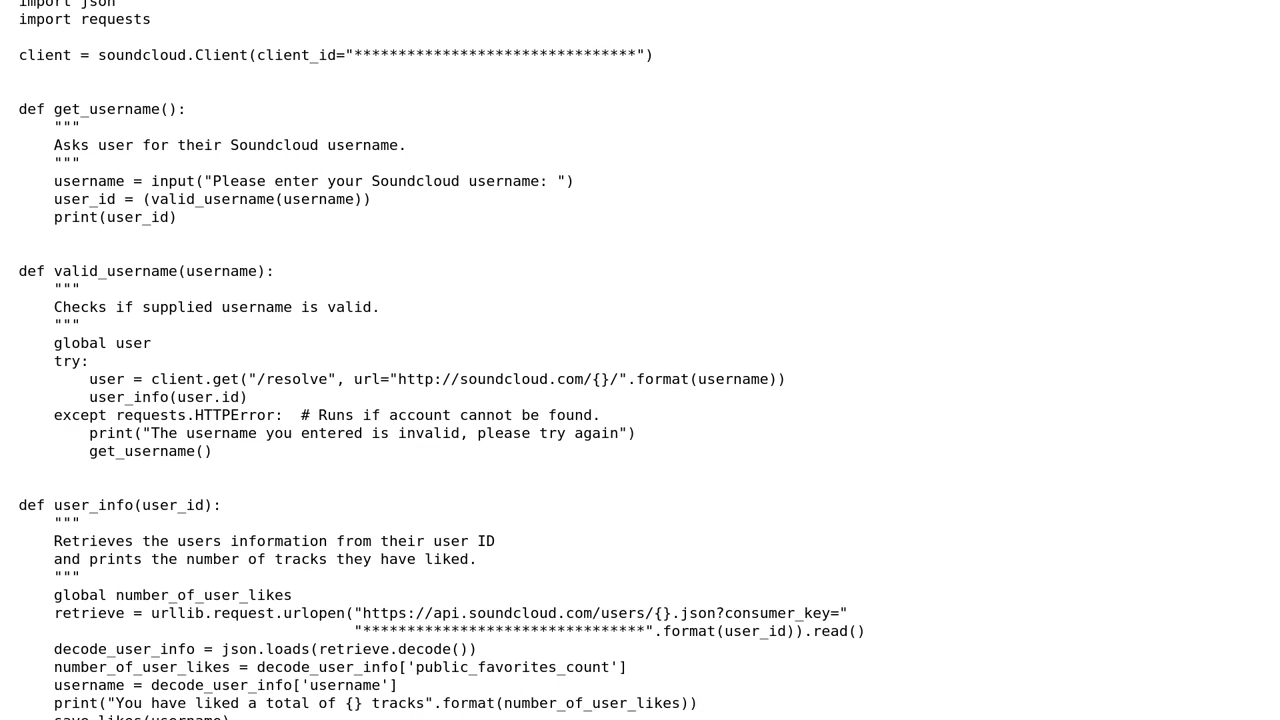 import json
import requests

client = soundcloud.Client(client_id="********************************")


def get_username():
    """
    Asks user for their Soundcloud username.
    """
    username = input("Please enter your Soundcloud username: ")
    user_id = (valid_username(username))
    print(user_id)


def valid_username(username):
    """
    Checks if supplied username is valid.
    """
    global user
    try:
        user = client.get("/resolve", url="http://soundcloud.com/{}/".format(username))
        user_info(user.id)
    except requests.HTTPError:  # Runs if account cannot be found.
        print("The username you entered is invalid, please try again")
        get_username()


def user_info(user_id):
    """
    Retrieves the users information from their user ID
    and prints the number of tracks they have liked.
    """
    global number_of_user_likes
    retrieve = urllib.request.urlopen("https://api.soundcloud.com/users/{}.json?consumer_key="
                                      "********************************".format(user_id)).read()
    decode_user_info = json.loads(retrieve.decode())
    number_of_user_likes = decode_user_info['public_favorites_count']
    username = decode_user_info['username']
    print("You have liked a total of {} tracks".format(number_of_user_likes))
    save_likes(username)